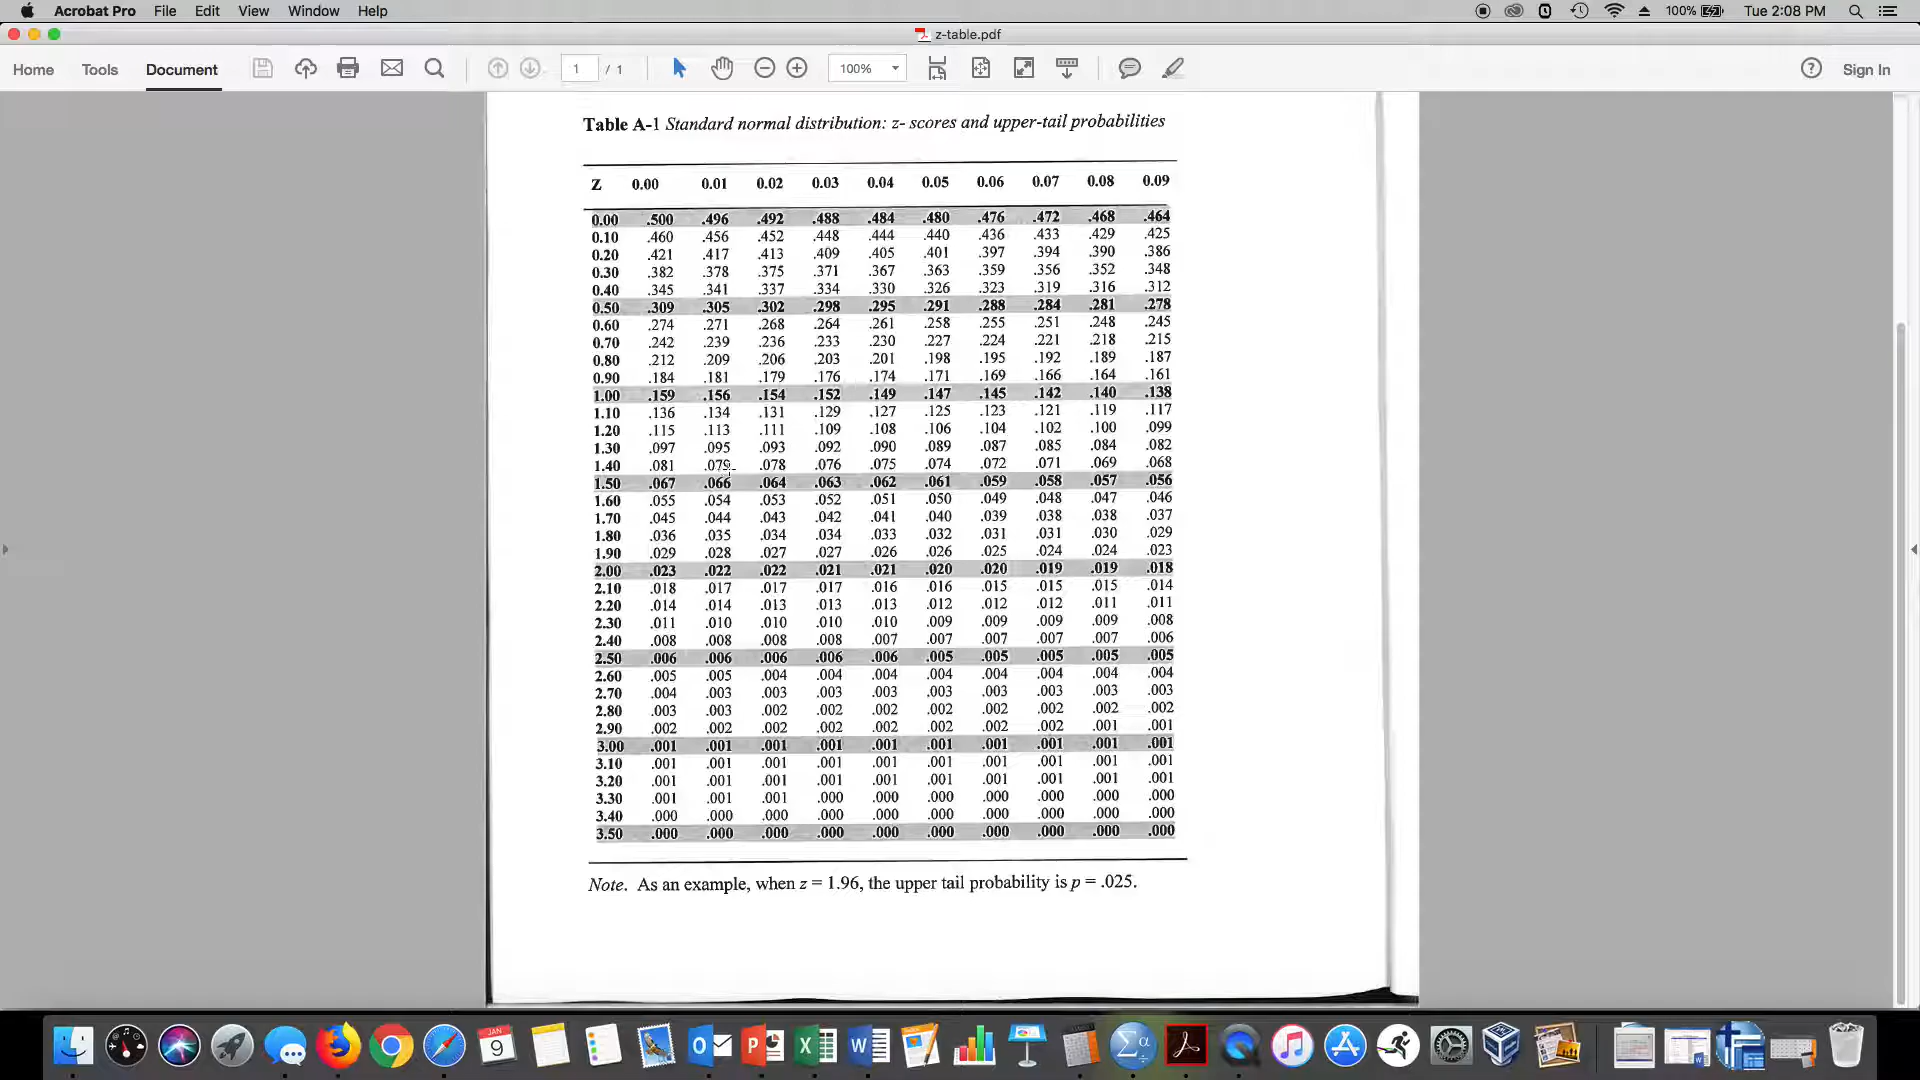 Acrobat Pro File Edit View Window Help 100% Tue 2:08 PM
z-table.pdf
Home Tools Document 1 / 1 100% Sign In
Table A-1 Standard normal distribution: z- scores and upper-tail probabilities
Z 0.00 0.01 0.02 0.03 0.04 0.05 0.06 0.07 0.08 0.09
0.00 .500 .496 .492 .488 .484 .480 .476 .472 .468 .464
0.10 .460 .456 .452 .448 .444 .440 .436 .433 .429 .425
0.20 .421 .417 .413 .409 .405 .401 .397 .394 .390 .386
0.30 .382 .378 .375 .371 .367 .363 .359 .356 .352 .348
0.40 .345 .341 .337 .334 .330 .326 .323 .319 .316 .312
0.50 .309 .305 .302 .298 .295 .291 .288 .284 .281 .278
0.60 .274 .271 .268 .264 .261 .258 .255 .251 .248 .245
0.70 .242 .239 .236 .233 .230 .227 .224 .221 .218 .215
0.80 .212 .209 .206 .203 .201 .198 .195 .192 .189 .187
0.90 .184 .181 .179 .176 .174 .171 .169 .166 .164 .161
1.00 .159 .156 .154 .152 .149 .147 .145 .142 .140 .138
1.10 .136 .134 .131 .129 .127 .125 .123 .121 .119 .117
1.20 .115 .113 .111 .109 .108 .106 .104 .102 .100 .099
1.30 .097 .095 .093 .092 .090 .089 .087 .085 .084 .082
1.40 .081 .079 .078 .076 .075 .074 .072 .071 .069 .068
1.50 .067 .066 .064 .063 .062 .061 .059 .058 .057 .056
1.60 .055 .054 .053 .052 .051 .050 .049 .048 .047 .046
1.70 .045 .044 .043 .042 .041 .040 .039 .038 .038 .037
1.80 .036 .035 .034 .034 .033 .032 .031 .031 .030 .029
1.90 .029 .028 .027 .027 .026 .026 .025 .024 .024 .023
2.00 .023 .022 .022 .021 .021 .020 .020 .019 .019 .018
2.10 .018 .017 .017 .017 .016 .016 .015 .015 .015 .014
2.20 .014 .014 .013 .013 .013 .012 .012 .012 .011 .011
2.30 .011 .010 .010 .010 .010 .009 .009 .009 .009 .008
2.40 .008 .008 .008 .008 .007 .007 .007 .007 .007 .006
2.50 .006 .006 .006 .006 .006 .005 .005 .005 .005 .005
2.60 .005 .005 .004 .004 .004 .004 .004 .004 .004 .004
2.70 .004 .003 .003 .003 .003 .003 .003 .003 .003 .003
2.80 .003 .003 .002 .002 .002 .002 .002 .002 .002 .002
2.90 .002 .002 .002 .002 .002 .002 .002 .002 .001 .001
3.00 .001 .001 .001 .001 .001 .001 .001 .001 .001 .001
3.10 .001 .001 .001 .001 .001 .001 .001 .001 .001 .001
3.20 .001 .001 .001 .001 .001 .001 .001 .001 .001 .001
3.30 .001 .001 .001 .000 .000 .000 .000 .000 .000 .000
3.40 .000 .000 .000 .000 .000 .000 .000 .000 .000 .000
3.50 .000 .000 .000 .000 .000 .000 .000 .000 .000 .000
Note. As an example, when z = 1.96, the upper tail probability is p = .025.
JAN
9